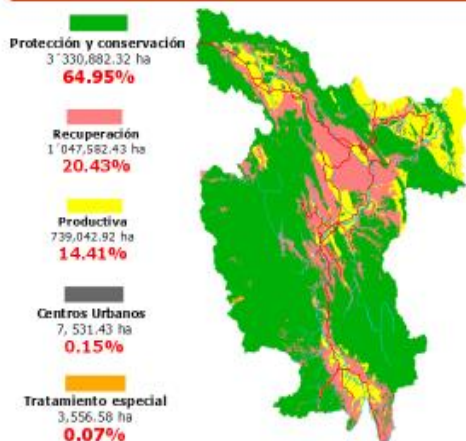 Protección y conservación
3´330,882.32 ha
64.95%
Recuperación
1´047,582.43 ha
20.43%
Productiva
739,042.92 ha
14.41%
Centros Urbanos
7, 531.43 ha
0.15%
Tratamiento especial
3,556.58 ha
0.07%